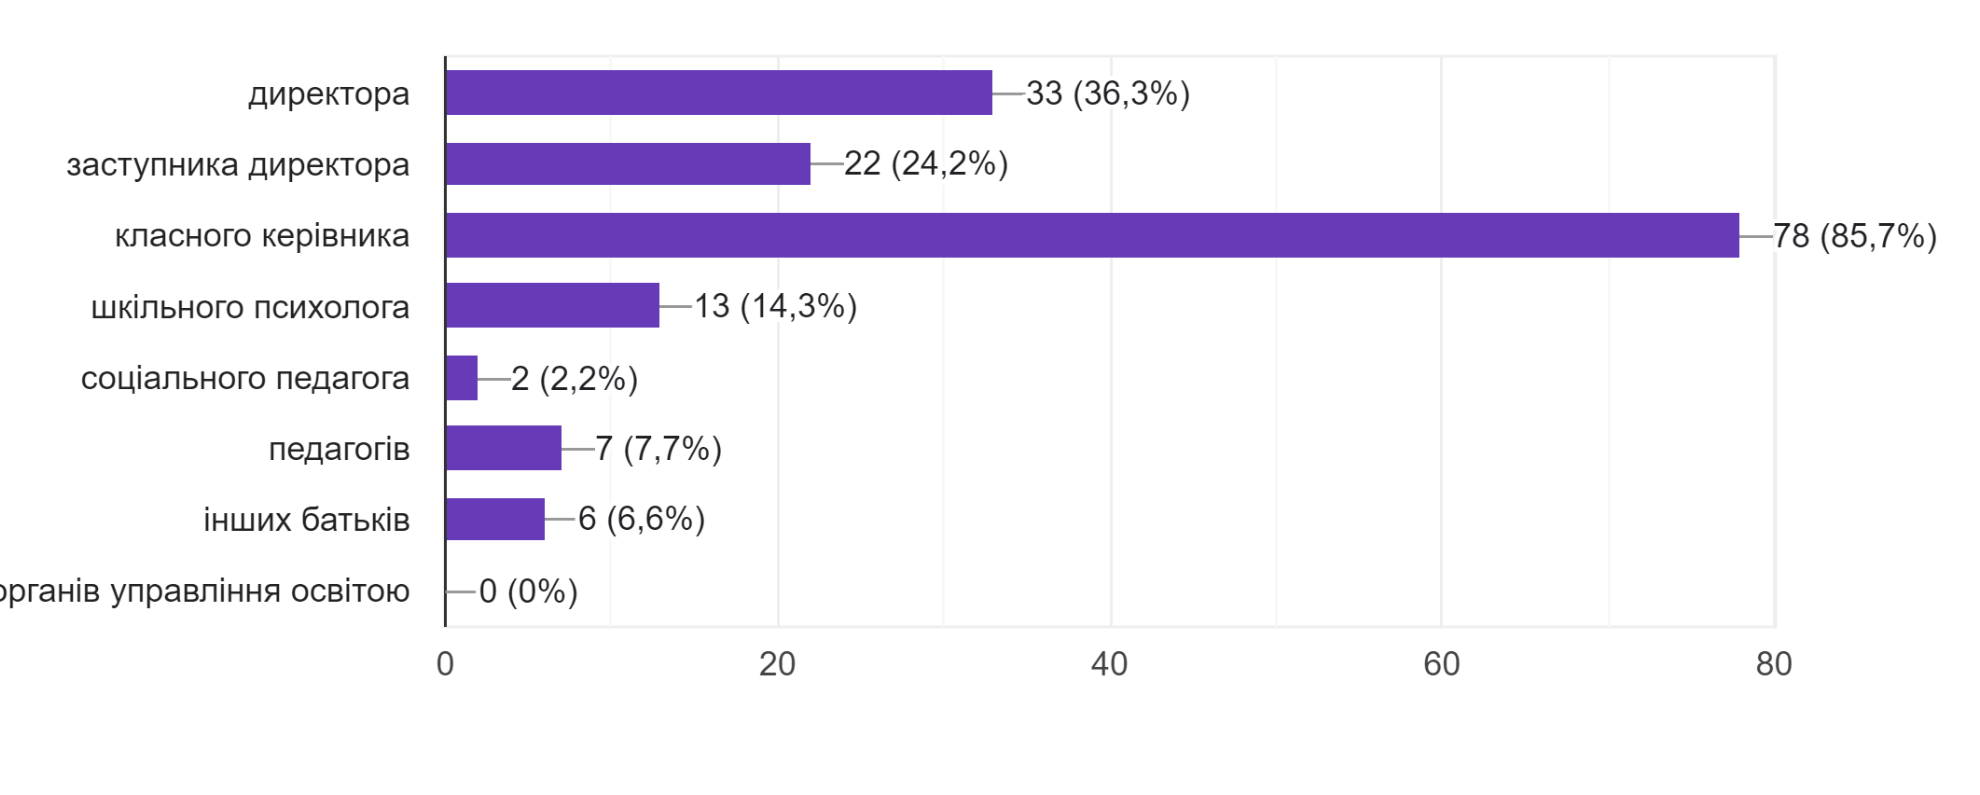 директора 33 (36,3%)
заступника директора 22 (24,2%)
класного керівника 78 (85,7%)
шкільного психолога 13 (14,3%)
соціального педагога 2 (2,2%)
педагогів 7 (7,7%)
інших батьків 6 (6,6%)
органів управління освітою 0 (0%)
0 20 40 60 80